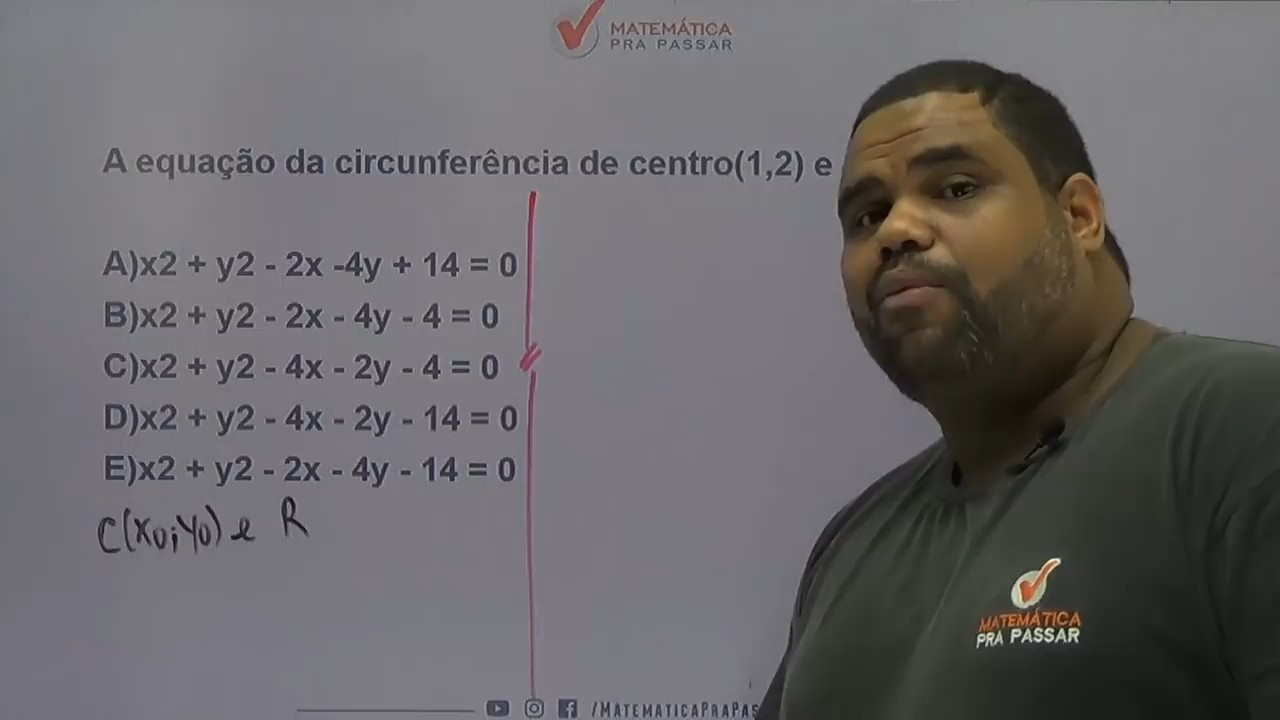 MATEMÁTICA
PRA PASSAR
A equação da circunferência de centro(1,2) e
A)x2 + y2 - 2x -4y + 14 = 0
B)x2 + y2 - 2x - 4y - 4 = 0
C)x2 + y2 - 4x - 2y - 4 = 0
D)x2 + y2 - 4x - 2y - 14 = 0
E)x2 + y2 - 2x - 4y - 14 = 0
C(x0;y0) e R
MATEMÁTICA
PRA PASSAR
/MATEMATICAPRAPAS